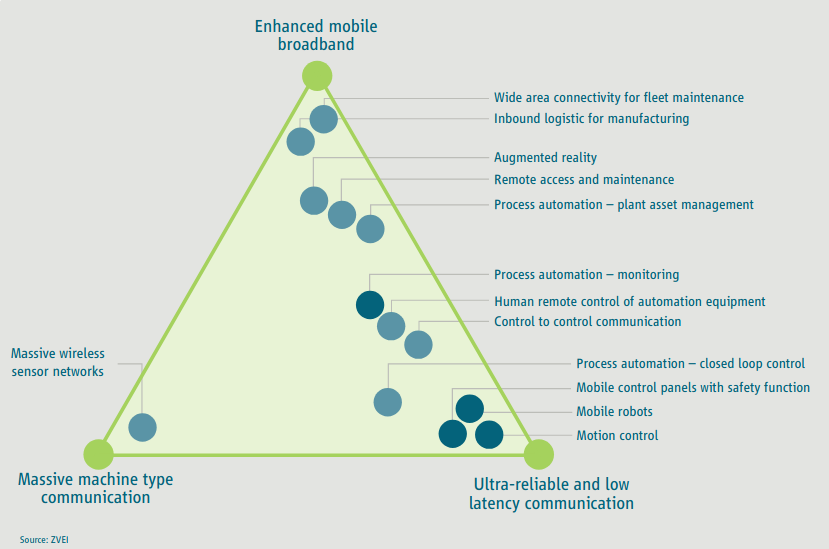 Enhanced mobile
broadband
Wide area connectivity for fleet maintenance
Inbound logistic for manufacturing
Augmented reality
Remote access and maintenance
Process automation – plant asset management
Process automation – monitoring
Human remote control of automation equipment
Control to control communication
Massive wireless
sensor networks
Process automation – closed loop control
Mobile control panels with safety function
Mobile robots
Motion control
Massive machine type
communication
Ultra-reliable and low
latency communication
Source: ZVEI